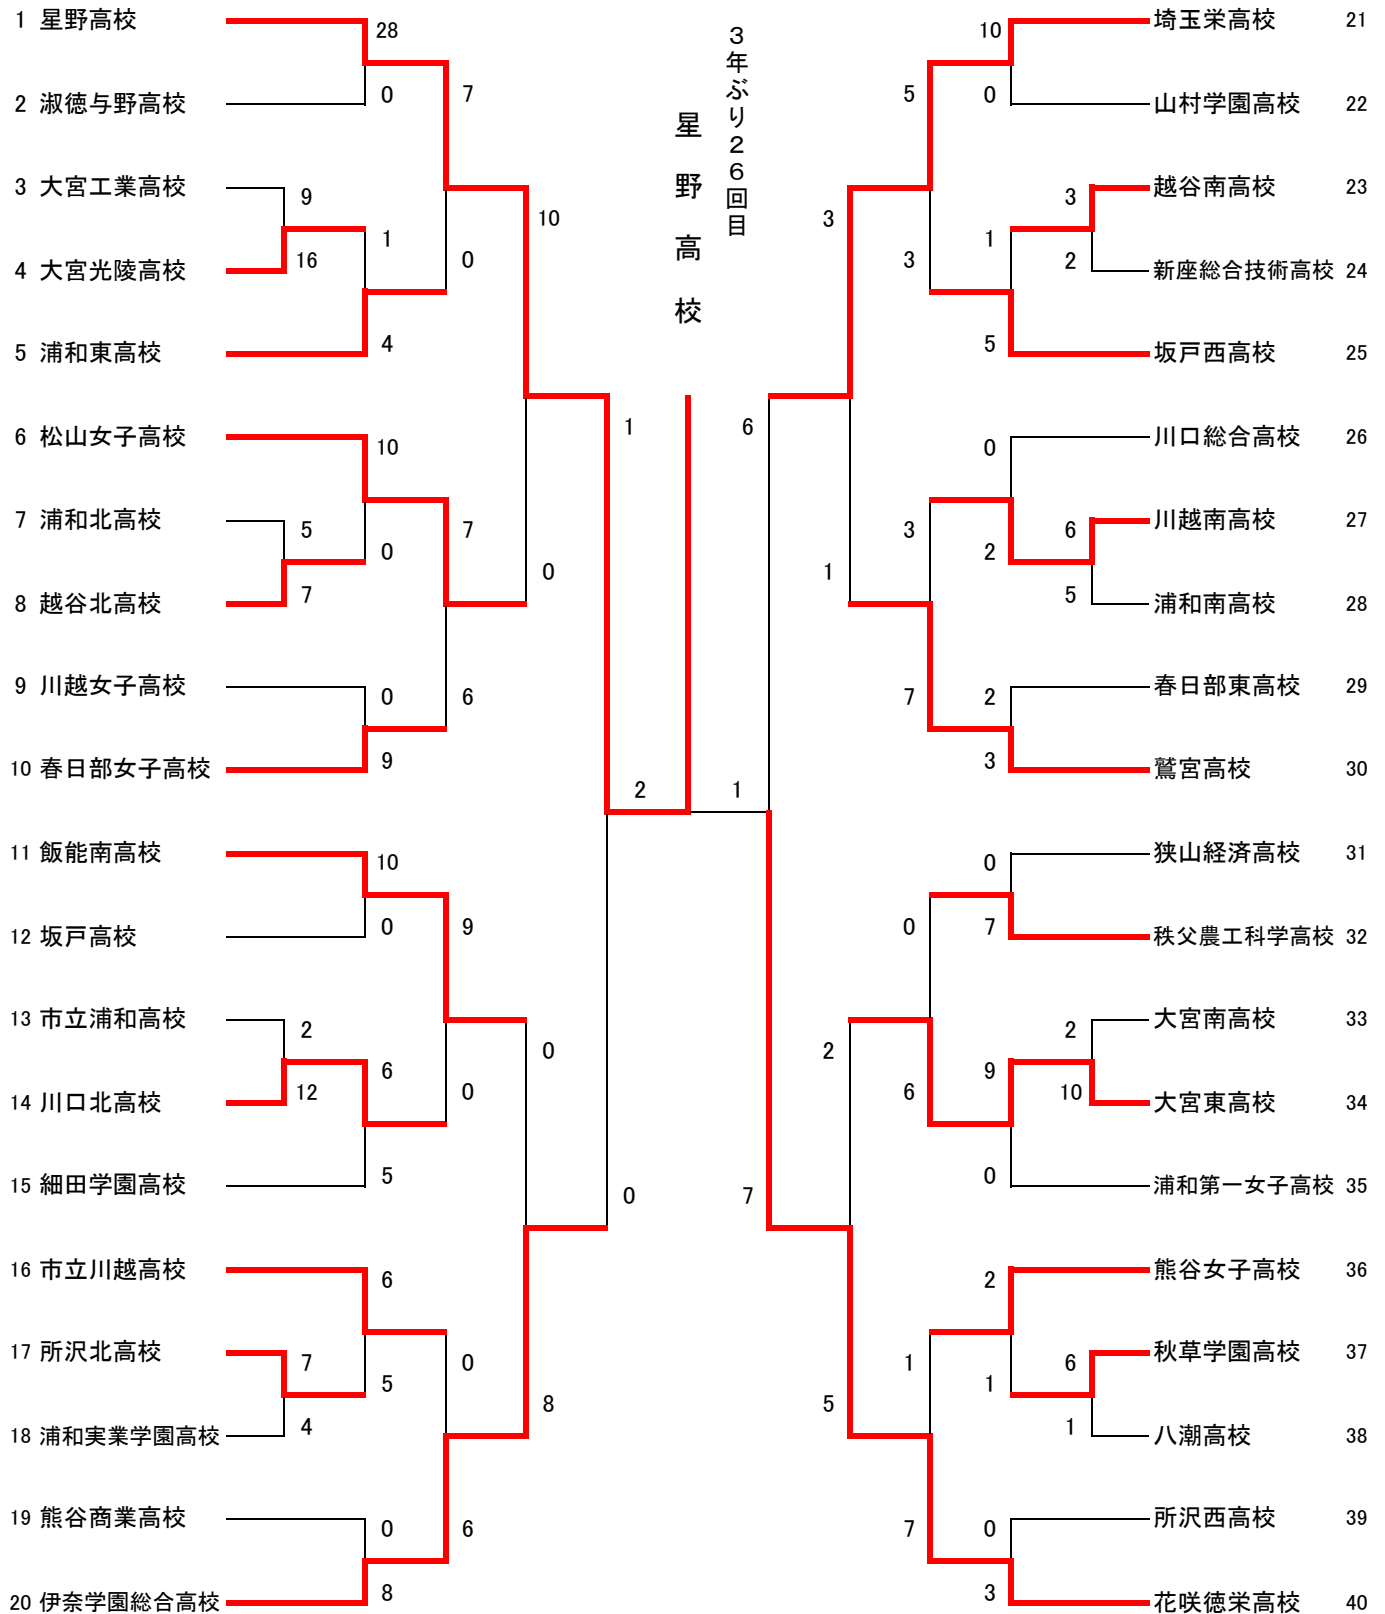 1 星野高校
28
0
2 淑徳与野高校
7
3 大宮工業高校
9
16
4 大宮光陵高校
1
4
5 浦和東高校
0
10
6 松山女子高校
10
0
7 浦和北高校
5
7
8 越谷北高校
7
6
9 川越女子高校
0
9
10 春日部女子高校
0
1
11 飯能南高校
10
0
12 坂戸高校
9
0
13 市立浦和高校
2
12
14 川口北高校
6
5
15 細田学園高校
0
0
16 市立川越高校
6
5
17 所沢北高校
7
4
18 浦和実業学園高校
0
6
8
19 熊谷商業高校
0
8
20 伊奈学園総合高校
2
1
3年ぶり26回目
星野高校
埼玉栄高校 21
10
0
山村学園高校 22
5
3
越谷南高校 23
3
2
新座総合技術高校 24
1
5
坂戸西高校 25
3
1
川口総合高校 26
0
2
川越南高校 27
6
5
浦和南高校 28
3
7
春日部東高校 29
2
3
鷲宮高校 30
6
7
狭山経済高校 31
0
7
秩父農工科学高校 32
0
6
大宮南高校 33
2
10
大宮東高校 34
9
0
浦和第一女子高校 35
2
5
熊谷女子高校 36
2
1
秋草学園高校 37
6
1
八潮高校 38
1
7
所沢西高校 39
0
3
花咲徳栄高校 40